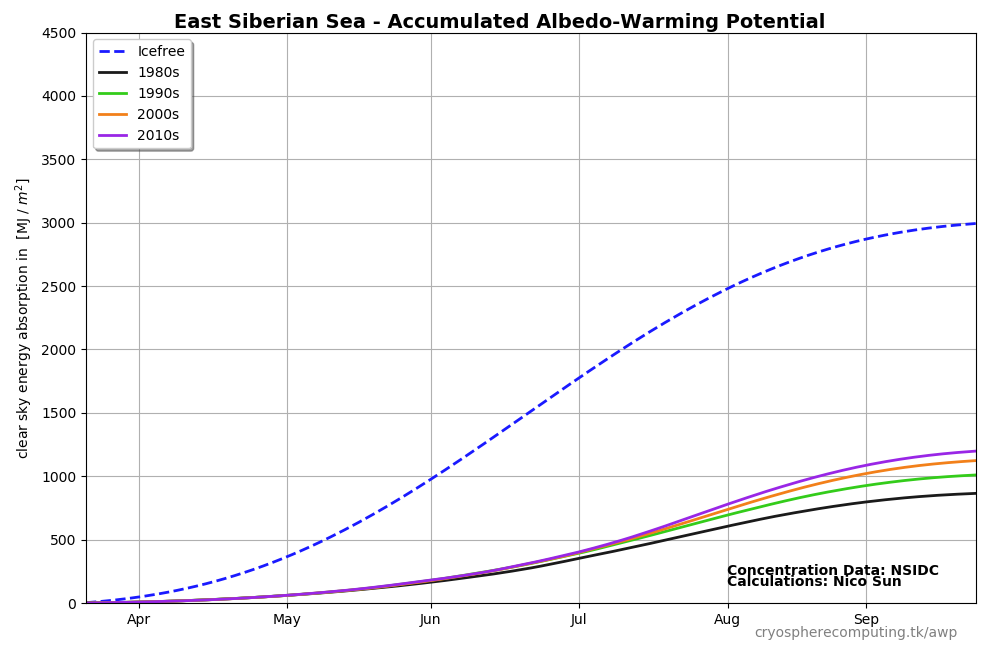 East Siberian Sea - Accumulated Albedo-Warming Potential
4500
4000
3500
3000
2500
2000
1500
1000
500
0
clear sky energy absorption in [MJ / m²]
Icefree
1980s
1990s
2000s
2010s
Concentration Data: NSIDC
Calculations: Nico Sun
Apr
May
Jun
Jul
Aug
Sep
cryospherecomputing.tk/awp